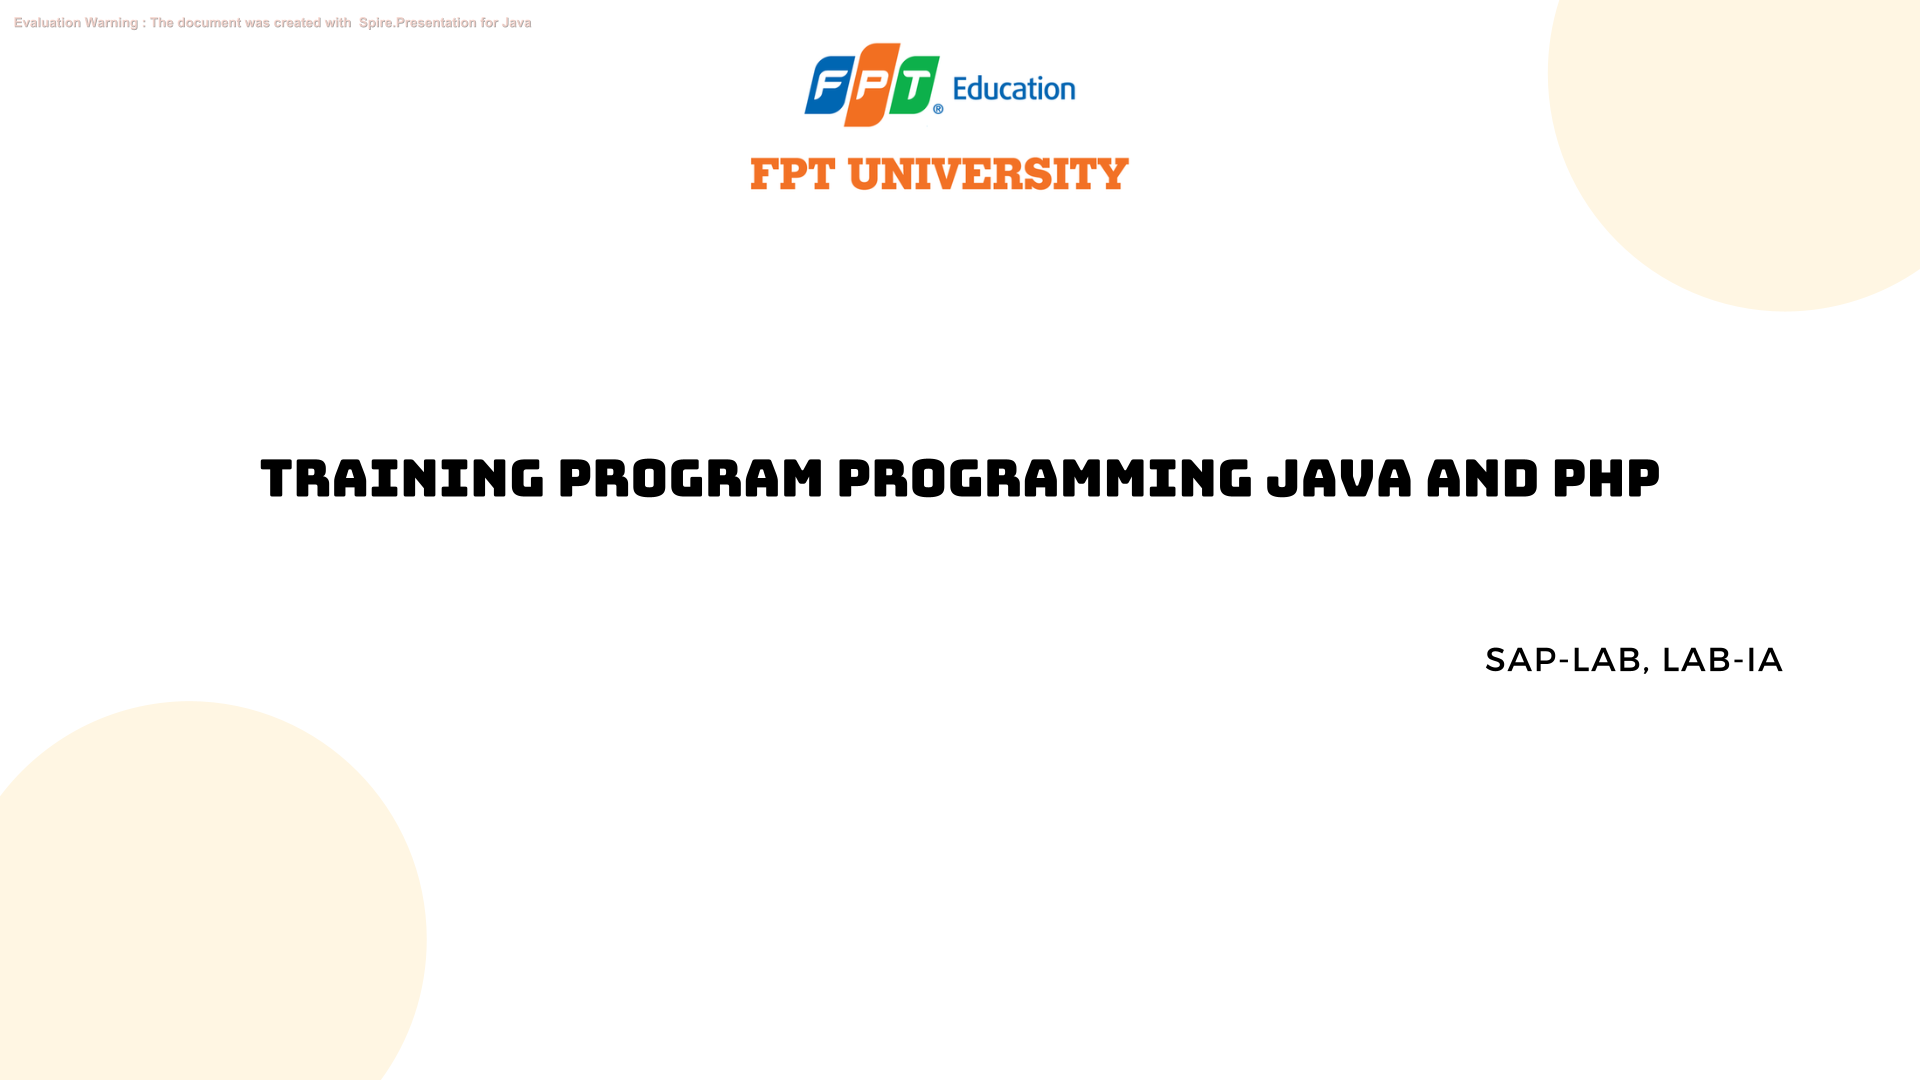 Evaluation Warning : The document was created with  Spire.Presentation for Java
FPT® Education
FPT UNIVERSITY
TRAINING PROGRAM PROGRAMMING JAVA AND PHP
SAP-LAB, LAB-IA